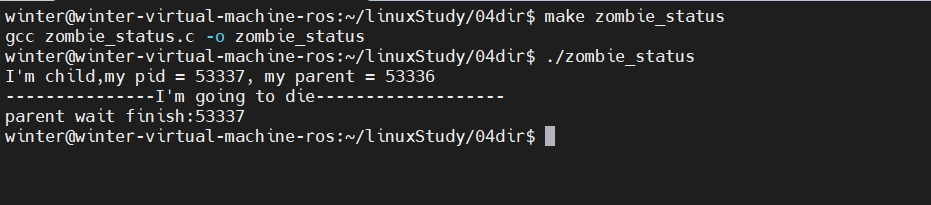 winter@winter-virtual-machine-ros:~/linuxStudy/04dir$ make zombie_status
gcc zombie_status.c -o zombie_status
winter@winter-virtual-machine-ros:~/linuxStudy/04dir$ ./zombie_status
I'm child,my pid = 53337, my parent = 53336
---------------I'm going to die-------------------
parent wait finish:53337
winter@winter-virtual-machine-ros:~/linuxStudy/04dir$